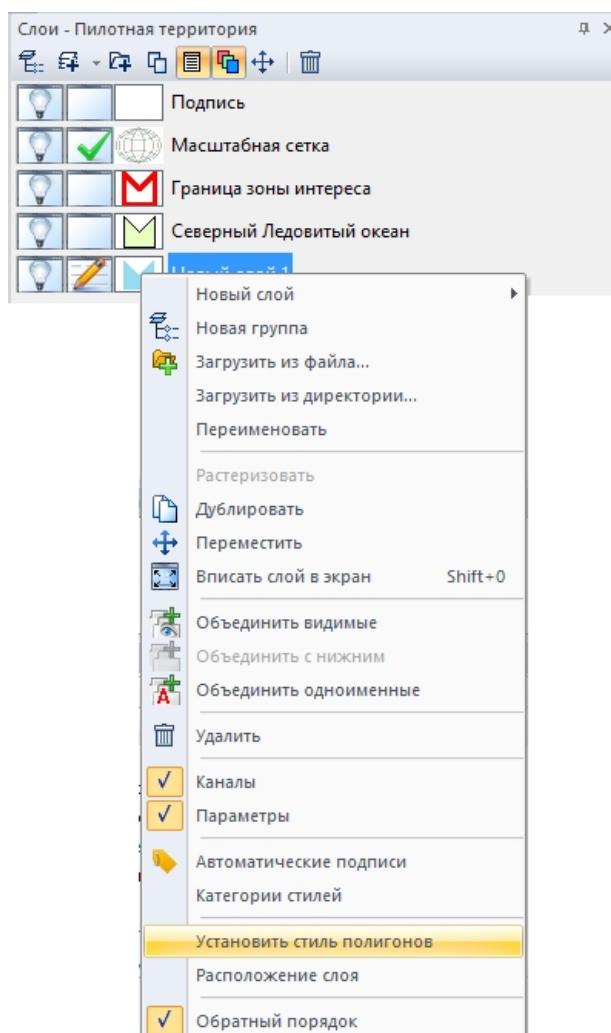 Слои - Пилотная территория
Подпись
Масштабная сетка
Граница зоны интереса
Северный Ледовитый океан
Новый слой 1
Новый слой
Новая группа
Загрузить из файла...
Загрузить из директории...
Переименовать
Растеризовать
Дублировать
Переместить
Вписать слой в экран Shift+0
Объединить видимые
Объединить с нижним
Объединить одноименные
Удалить
Каналы
Параметры
Автоматические подписи
Категории стилей
Установить стиль полигонов
Расположение слоя
Обратный порядок